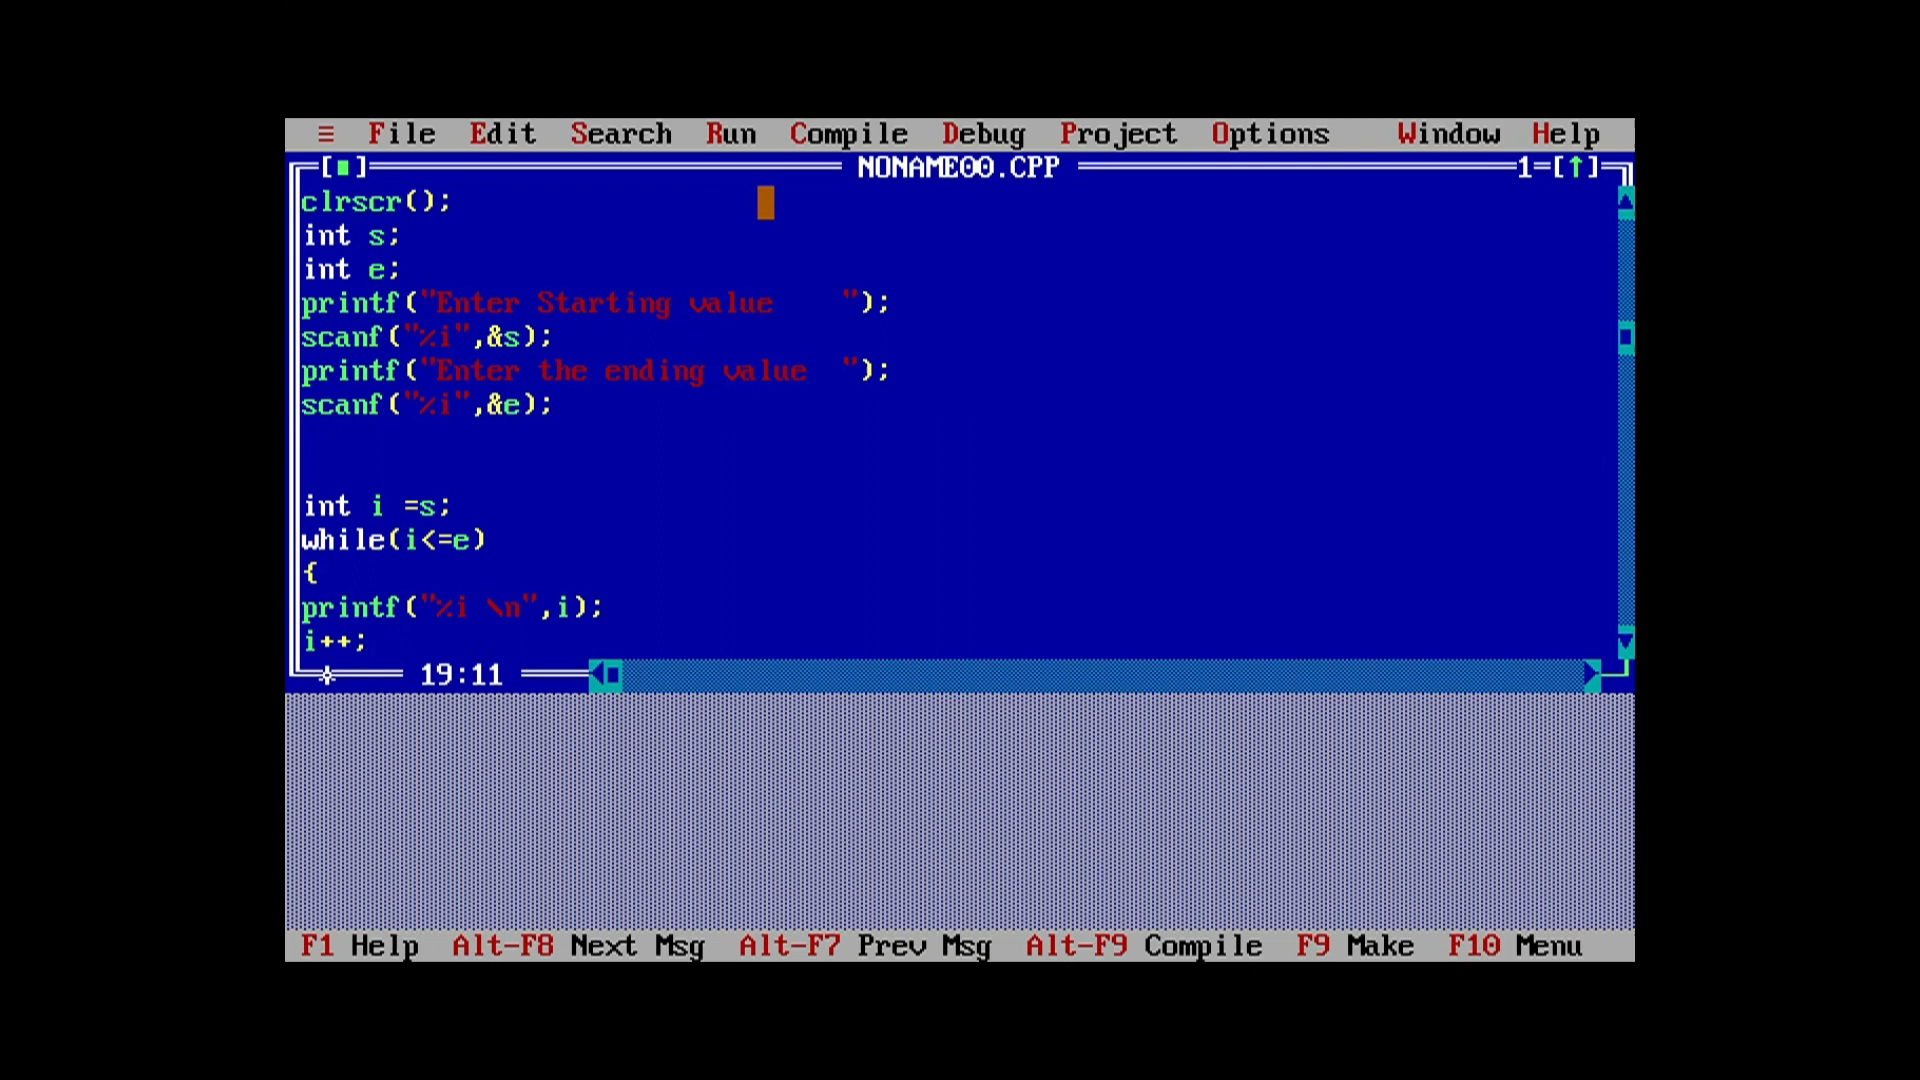 ≡ File Edit Search Run Compile Debug Project Options Window Help
[■] NONAME00.CPP 1=[↑]
clrscr();
int s;
int e;
printf("Enter Starting value    ");
scanf("%i",&s);
printf("Enter the ending value  ");
scanf("%i",&e);
int i =s;
while(i<=e)
{
printf("%i \n",i);
i++;
19:11
F1 Help Alt-F8 Next Msg Alt-F7 Prev Msg Alt-F9 Compile F9 Make F10 Menu